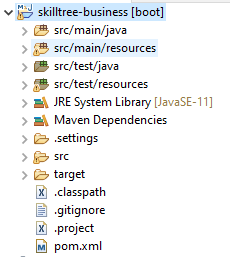 skilltree-business [boot]
src/main/java
src/main/resources
src/test/java
src/test/resources
JRE System Library [JavaSE-11]
Maven Dependencies
.settings
src
target
.classpath
.gitignore
.project
pom.xml